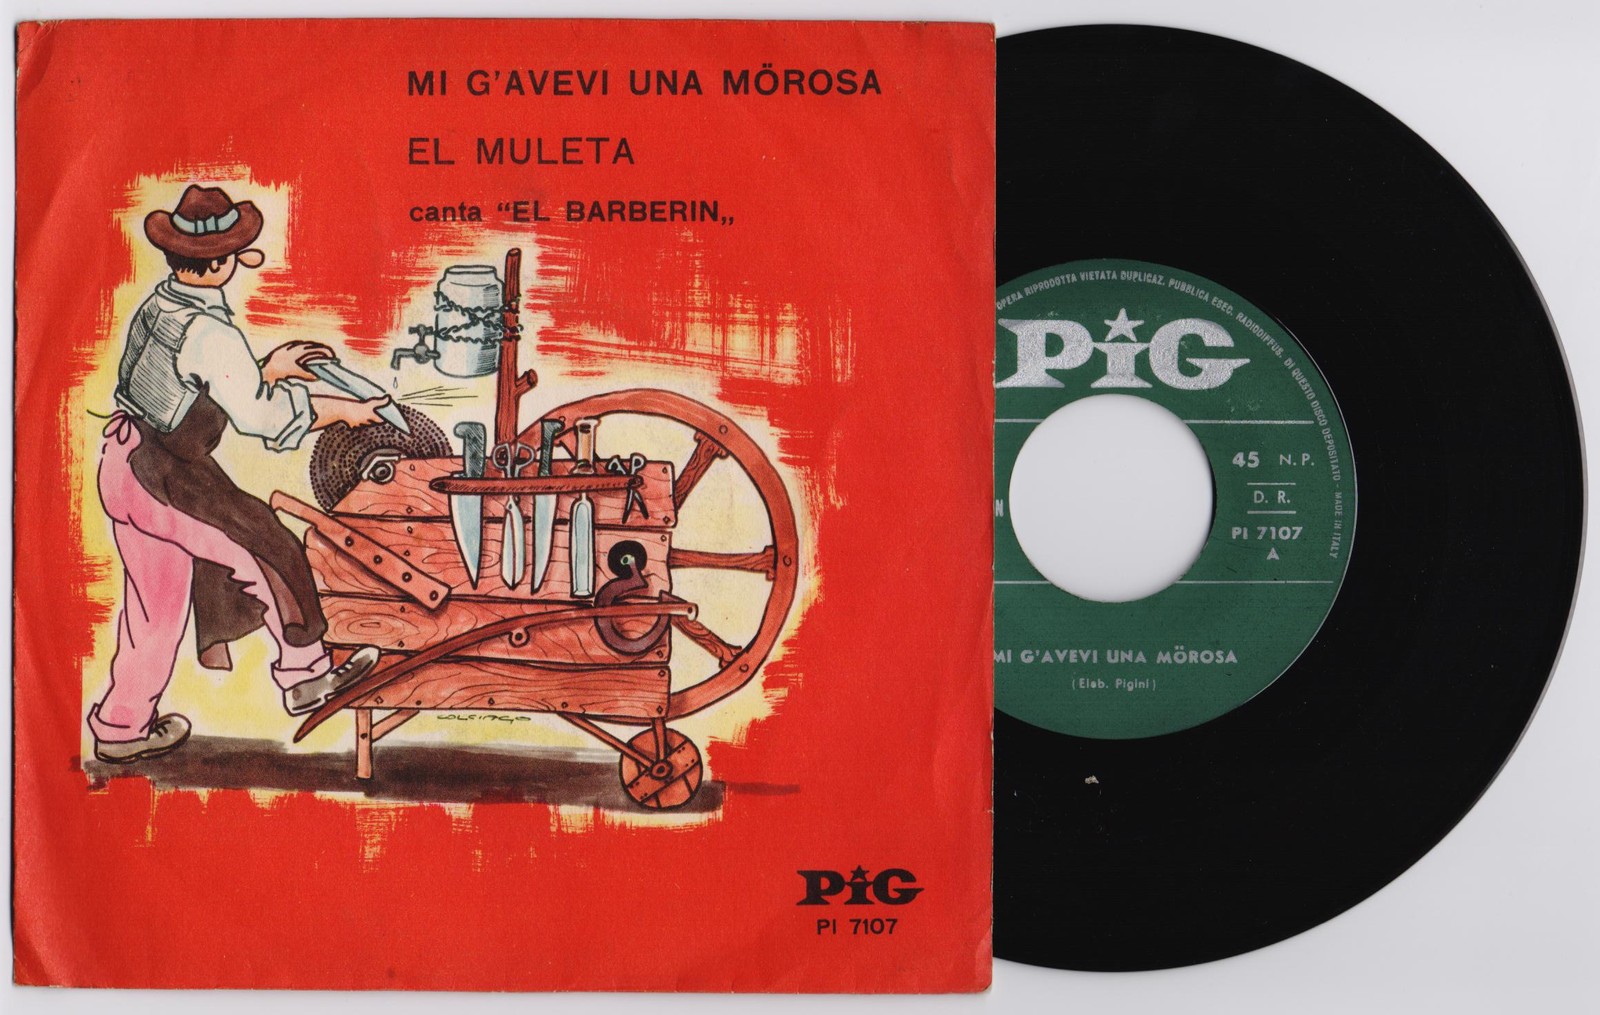 MI G'AVEVI UNA MÖROSA
EL MULETA
canta “EL BARBERIN„
COLCIAGO
PiG
PI 7107
OPERA RIPRODOTTA VIETATA DUPLICAZ. PUBBLICA ESEC. RADIODIFFUS. DI QUESTO DISCO DEPOSITATO - MADE IN ITALY
PiG
45 N.P.
D. R.
N
PI 7107
A
MI G'AVEVI UNA MÖROSA
(Elab. Pigini)